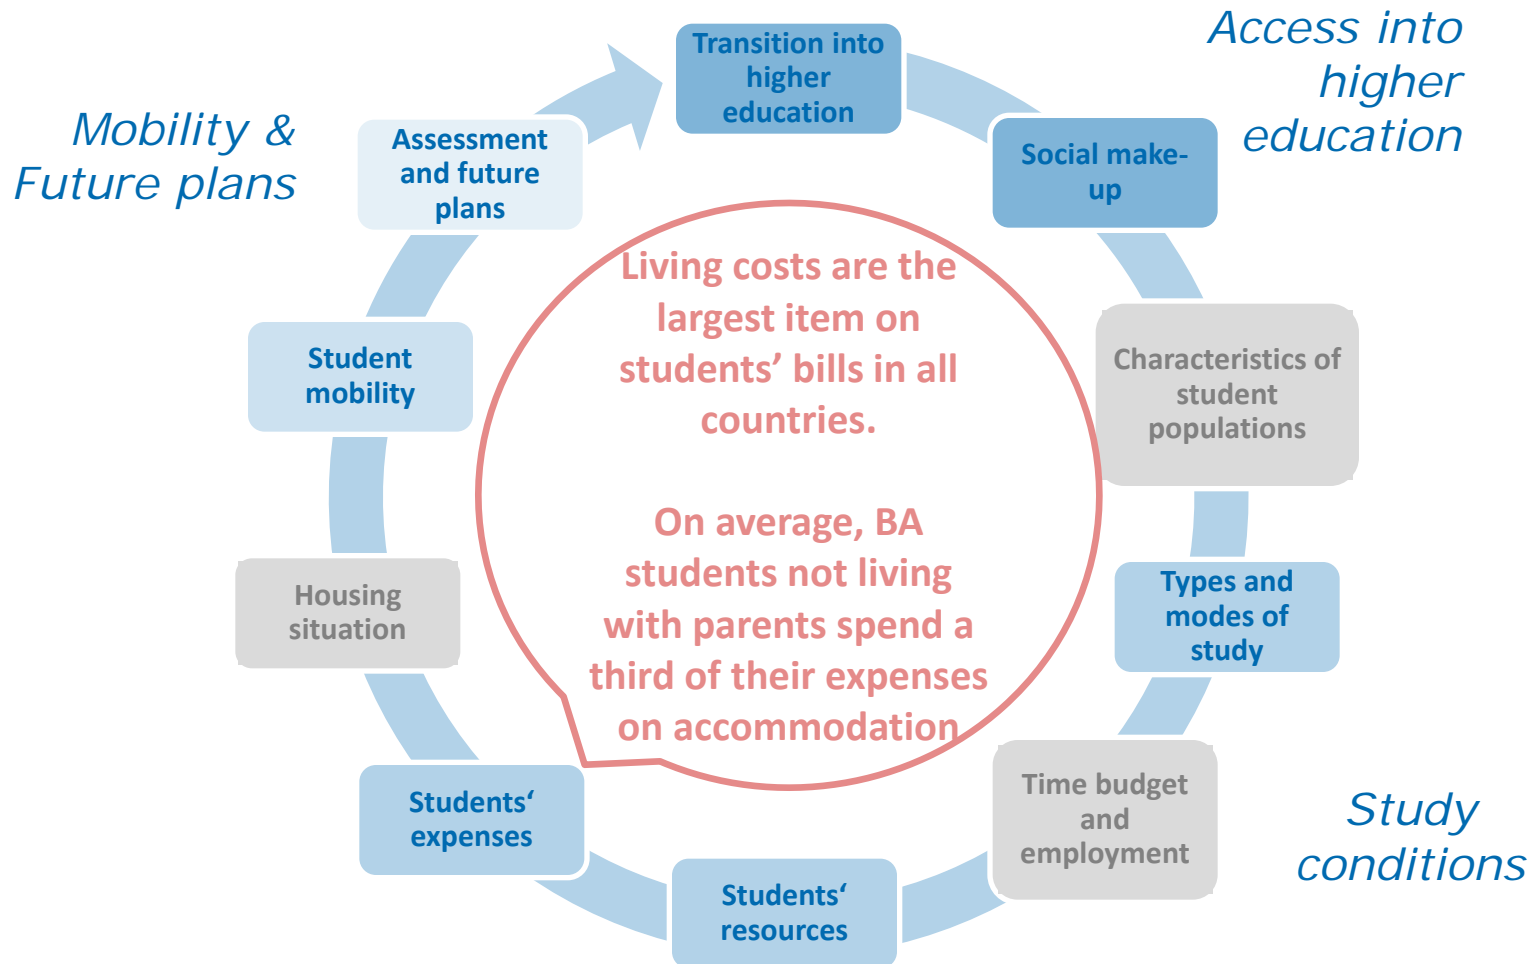 Access into
higher
education
Mobility &
Future plans
Transition into
higher
education
Social make-
up
Characteristics of
student
populations
Types and
modes of
study
Time budget
and
employment
Study
conditions
Students‘
resources
Students‘
expenses
Housing
situation
Student
mobility
Assessment
and future
plans
Living costs are the
largest item on
students’ bills in all
countries.
On average, BA
students not living
with parents spend a
third of their expenses
on accommodation